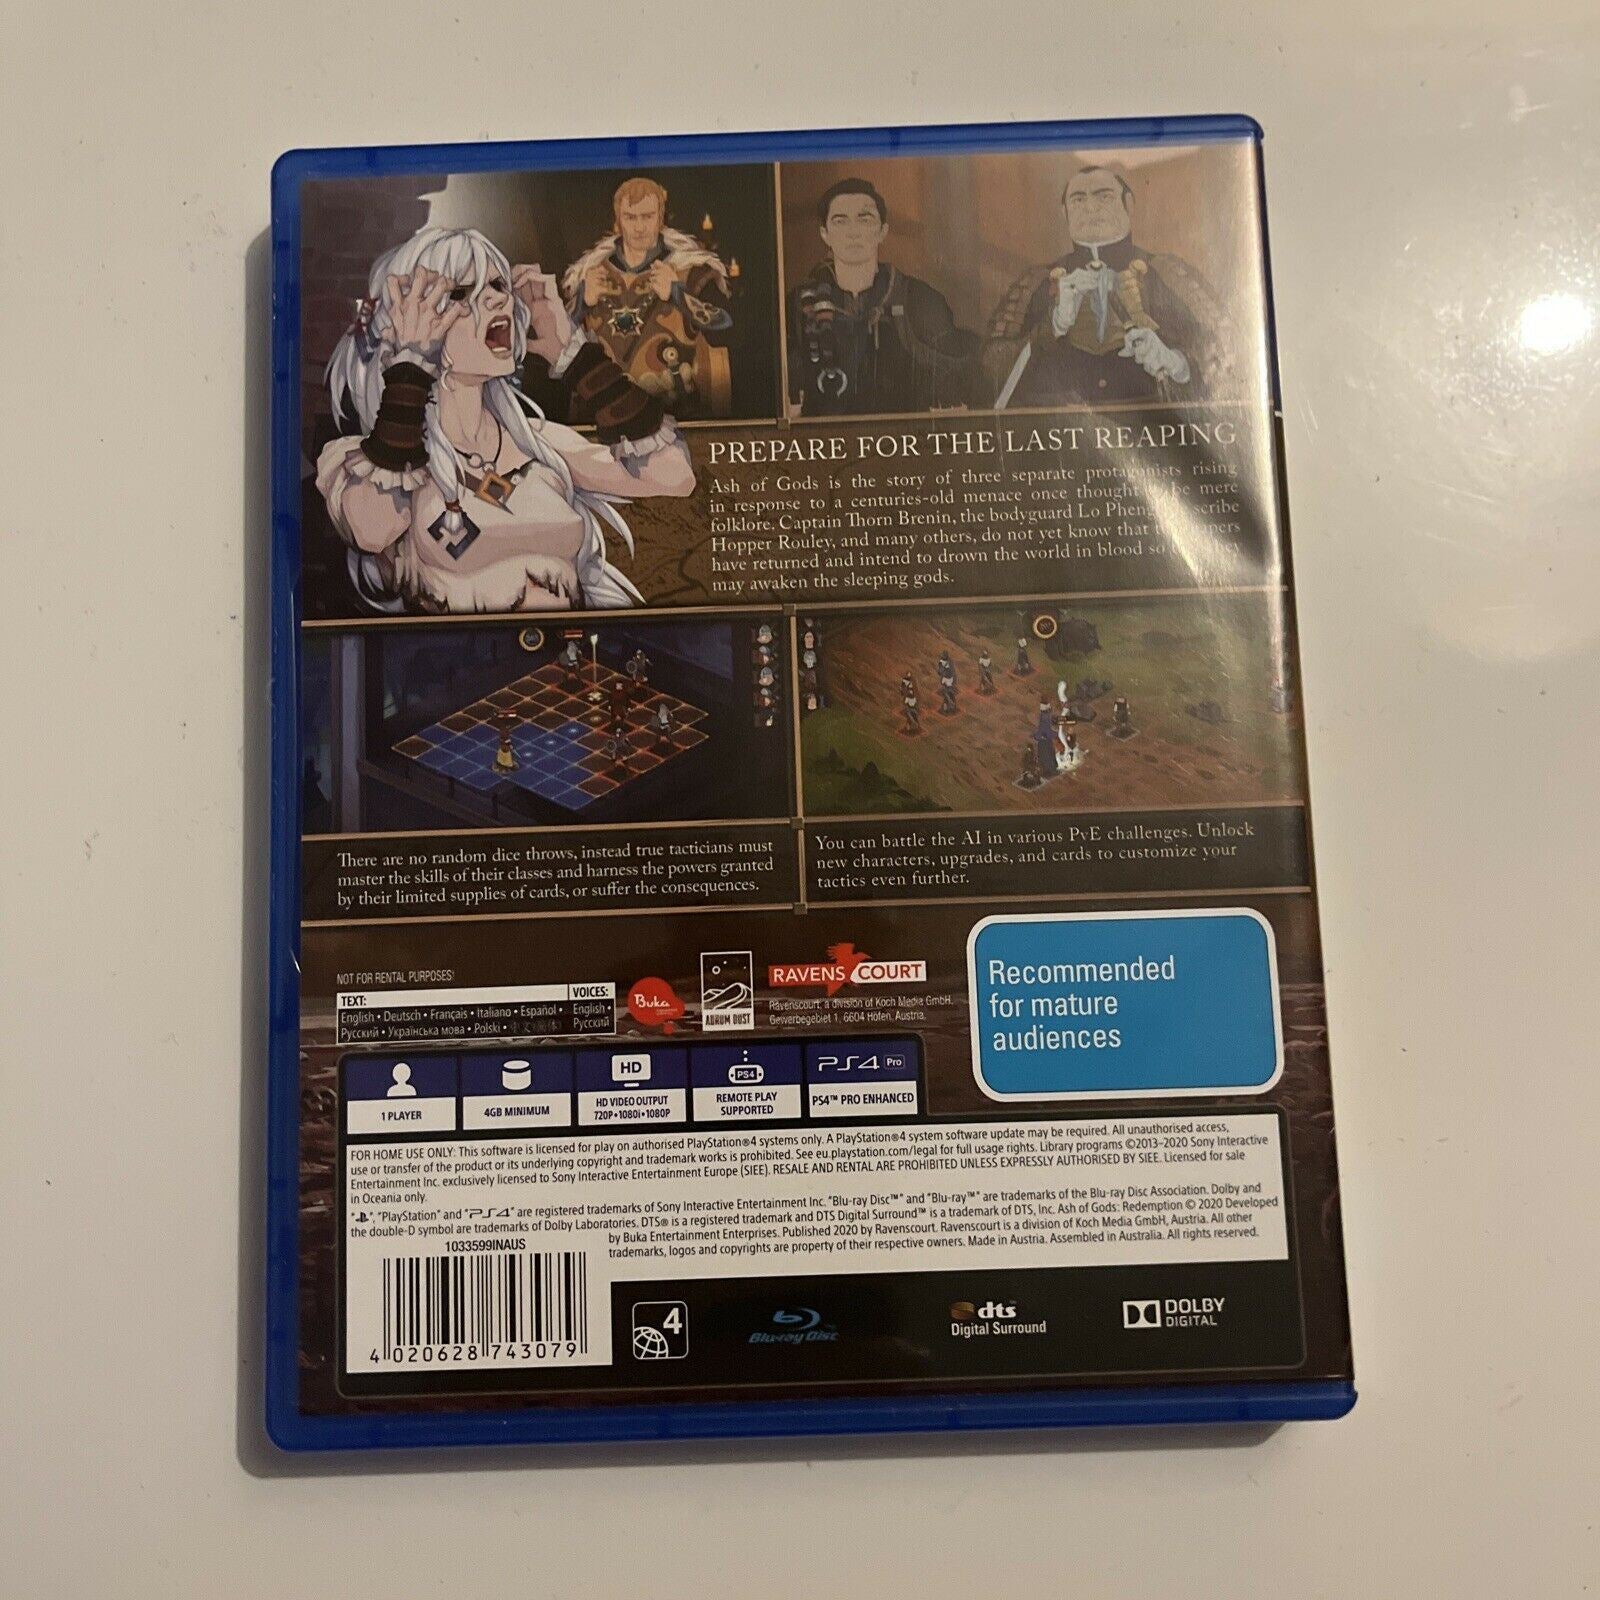 PREPARE FOR THE LAST REAPING
Ash of Gods is the story of three separate protagonists rising
in response to a centuries-old menace once thought be mere
folklore. Captain Thorn Brenin, the bodyguard Lo Pheng, scribe
Hopper Rouley, and many others, do not yet know that the reapers
have returned and intend to drown the world in blood so they
may awaken the sleeping gods.
There are no random dice throws, instead true tacticians must
master the skills of their classes and harness the powers granted
by their limited supplies of cards, or suffer the consequences.
You can battle the AI in various PvE challenges. Unlock
new characters, upgrades, and cards to customize your
tactics even further.
NOT FOR RENTAL PURPOSES
TEXT:
English • Deutsch • Français • Italiano • Español •
Русский • Українська мова • Polski • 中文(简体)
VOICES:
English •
Русский
Buka
AURUM DUST
RAVENS COURT
Ravenscourt, a division of Koch Media GmbH,
Gewerbegebiet 1, 6604 Höfen, Austria.
Recommended
for mature
audiences
1 PLAYER
4GB MINIMUM
HD
HD VIDEO OUTPUT
720P•1080i•1080P
PS4
REMOTE PLAY
SUPPORTED
PS4 Pro
PS4™ PRO ENHANCED
FOR HOME USE ONLY: This software is licensed for play on authorised PlayStation®4 systems only. A PlayStation®4 system software update may be required. All unauthorised access,
use or transfer of the product or its underlying copyright and trademark works is prohibited. See eu.playstation.com/legal for full usage rights. Library programs ©2013–2020 Sony Interactive
Entertainment Inc. exclusively licensed to Sony Interactive Entertainment Europe (SIEE). RESALE AND RENTAL ARE PROHIBITED UNLESS EXPRESSLY AUTHORISED BY SIEE. Licensed for sale
in Oceania only.
"PlayStation" and "PS4" are registered trademarks of Sony Interactive Entertainment Inc. "Blu-ray Disc™" and "Blu-ray™" are trademarks of the Blu-ray Disc Association. Dolby and
the double-D symbol are trademarks of Dolby Laboratories. DTS® is a registered trademark and DTS Digital Surround™ is a trademark of DTS, Inc. Ash of Gods: Redemption © 2020 Developed
by Buka Entertainment Enterprises. Published 2020 by Ravenscourt. Ravenscourt is a division of Koch Media GmbH, Austria. All other
trademarks, logos and copyrights are property of their respective owners. Made in Austria. Assembled in Australia. All rights reserved.
1033599INAUS
4 020628 743079
4
Blu-ray Disc
dts
Digital Surround
DOLBY
DIGITAL